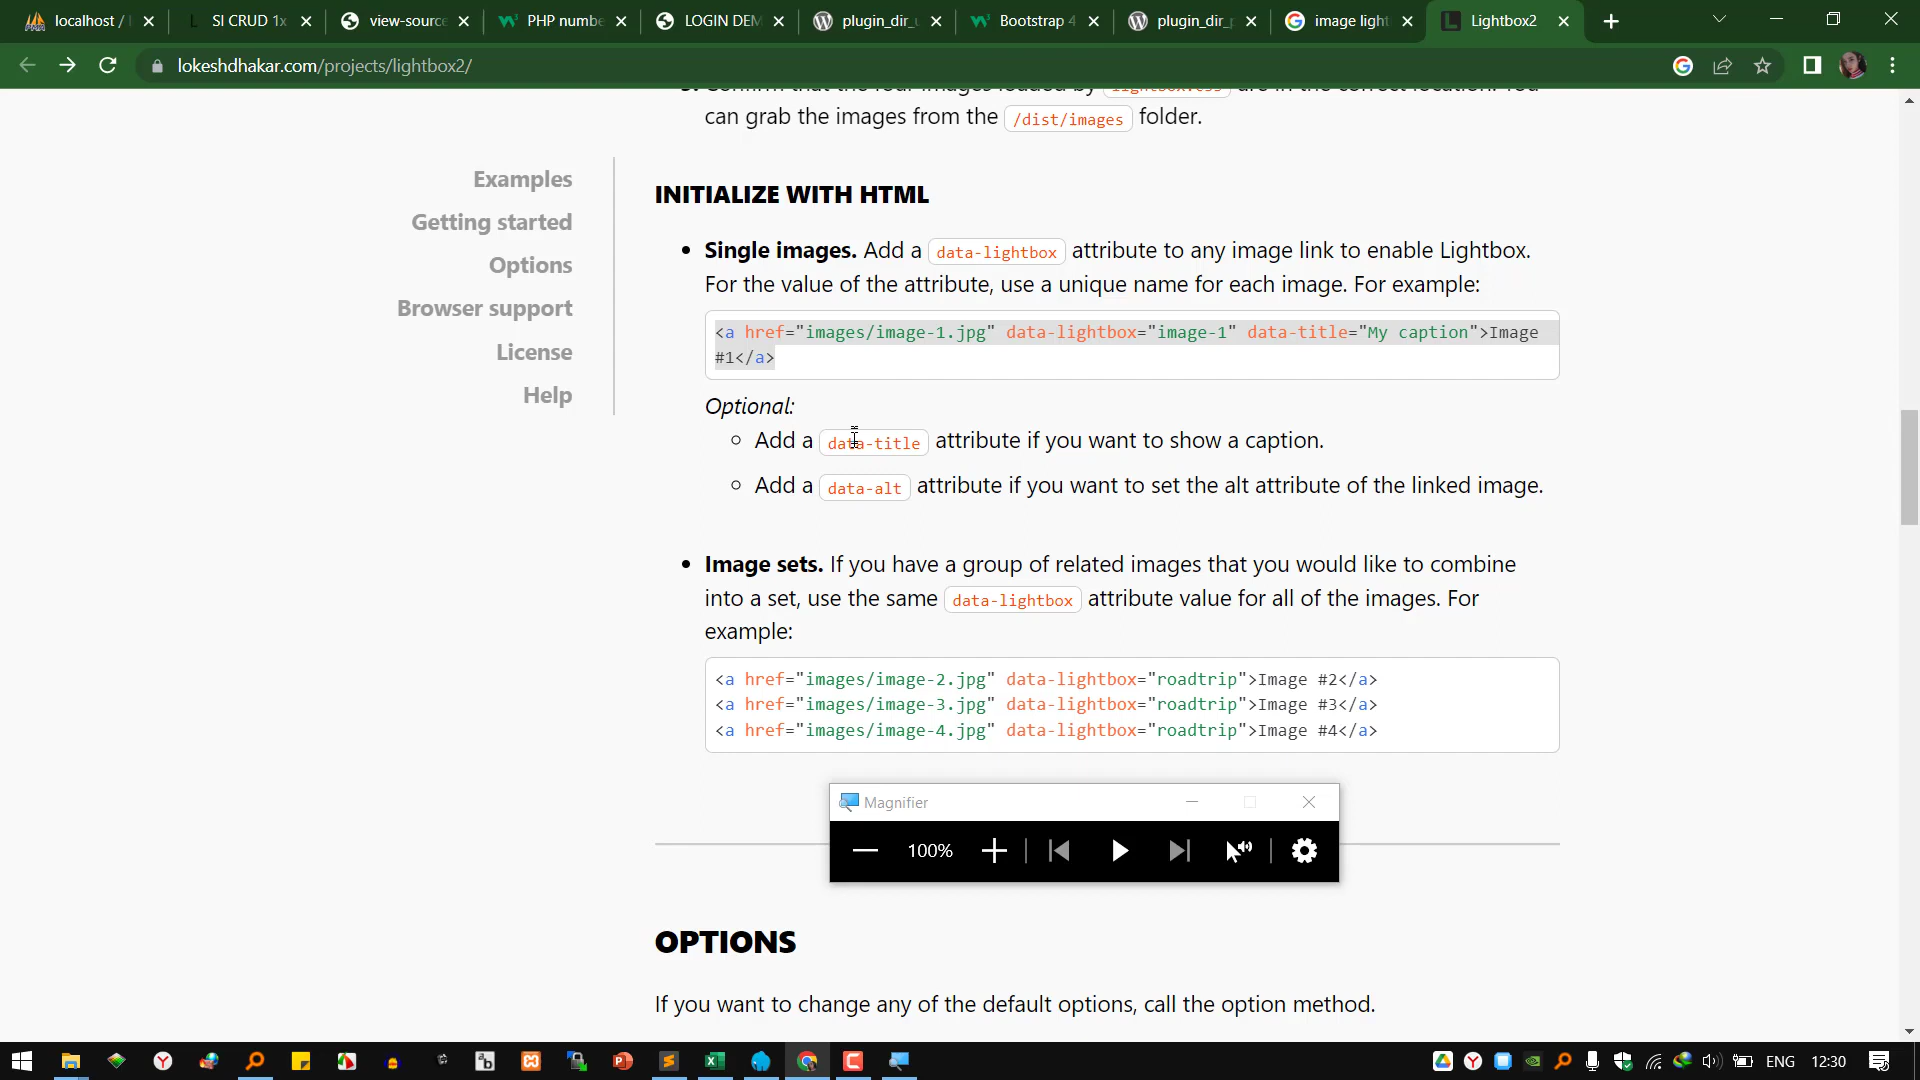 localhost / l
SI CRUD 1x
view-source
PHP numbe
LOGIN DEM
plugin_dir_u
Bootstrap 4
plugin_dir_p
image light
Lightbox2
lokeshdhakar.com/projects/lightbox2/
can grab the images from the /dist/images folder.
Examples
Getting started
Options
Browser support
License
Help
INITIALIZE WITH HTML
Single images. Add a data-lightbox attribute to any image link to enable Lightbox.
For the value of the attribute, use a unique name for each image. For example:
<a href="images/image-1.jpg" data-lightbox="image-1" data-title="My caption">Image
#1</a>
Optional:
Add a data-title attribute if you want to show a caption.
Add a data-alt attribute if you want to set the alt attribute of the linked image.
Image sets. If you have a group of related images that you would like to combine
into a set, use the same data-lightbox attribute value for all of the images. For
example:
<a href="images/image-2.jpg" data-lightbox="roadtrip">Image #2</a>
<a href="images/image-3.jpg" data-lightbox="roadtrip">Image #3</a>
<a href="images/image-4.jpg" data-lightbox="roadtrip">Image #4</a>
Magnifier
100%
OPTIONS
If you want to change any of the default options, call the option method.
ENG
12:30